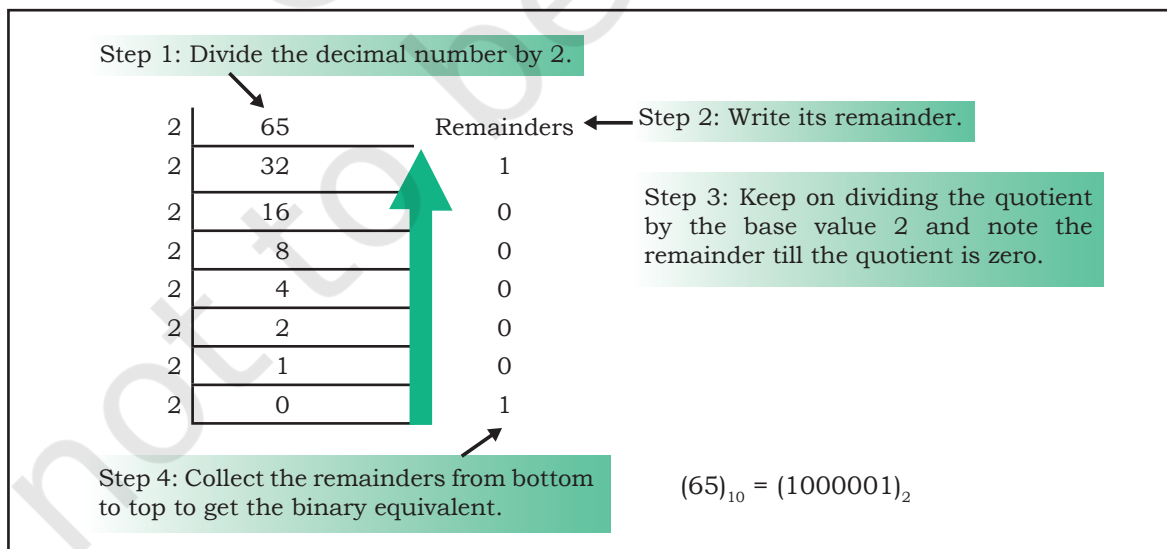 not to be
Step 1: Divide the decimal number by 2.
2 65 Remainders
Step 2: Write its remainder.
2 32 1
2 16 0
2 8 0
2 4 0
2 2 0
2 1 0
2 0 1
Step 3: Keep on dividing the quotient
by the base value 2 and note the
remainder till the quotient is zero.
Step 4: Collect the remainders from bottom
to top to get the binary equivalent.
(65)₁₀ = (1000001)₂